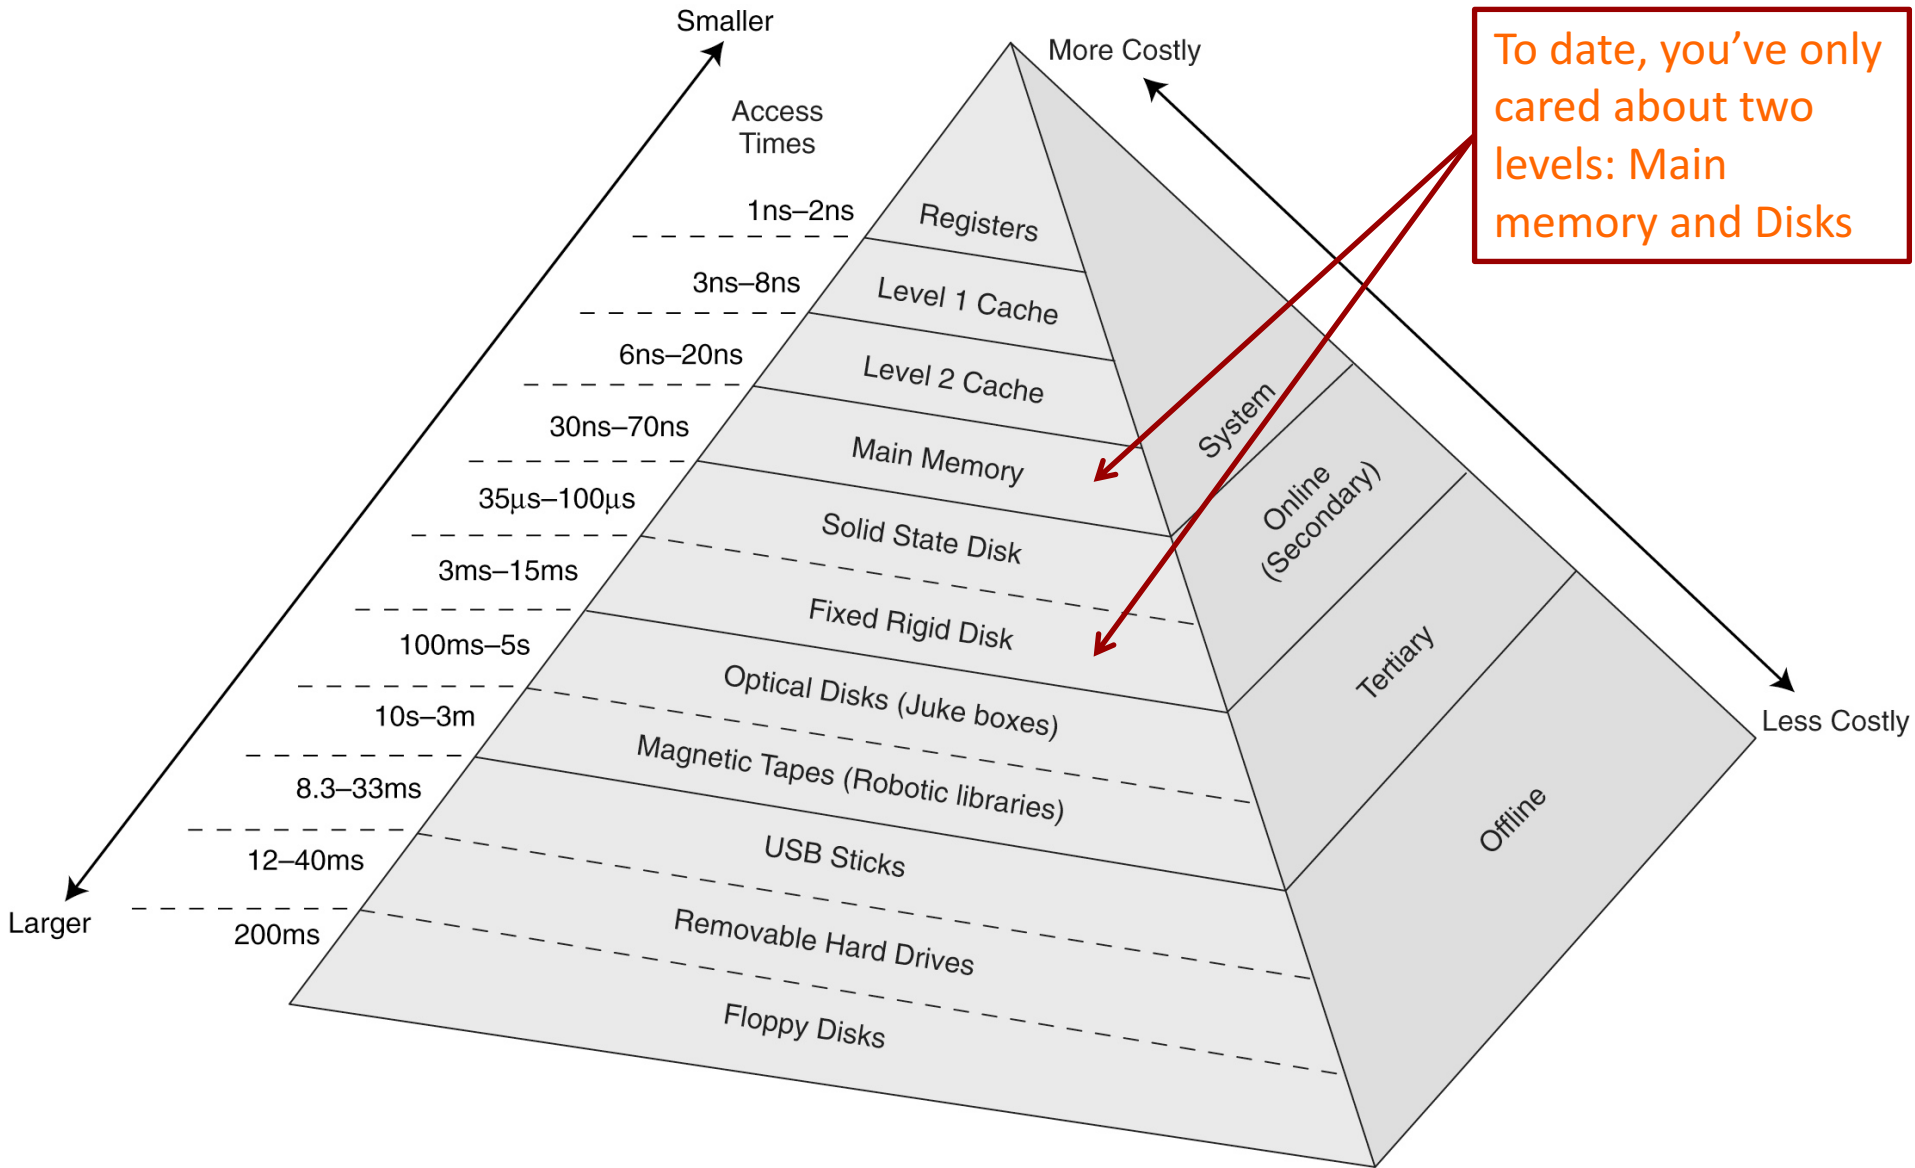 Smaller
More Costly
To date, you’ve only
cared about two
levels: Main
memory and Disks
Access
Times
1ns–2ns
Registers
3ns–8ns
Level 1 Cache
6ns–20ns
Level 2 Cache
30ns–70ns
Main Memory
System
35µs–100µs
Solid State Disk
Online
(Secondary)
3ms–15ms
Fixed Rigid Disk
100ms–5s
Optical Disks (Juke boxes)
Tertiary
10s–3m
Magnetic Tapes (Robotic libraries)
Less Costly
8.3–33ms
USB Sticks
Offline
12–40ms
Removable Hard Drives
Larger
200ms
Floppy Disks